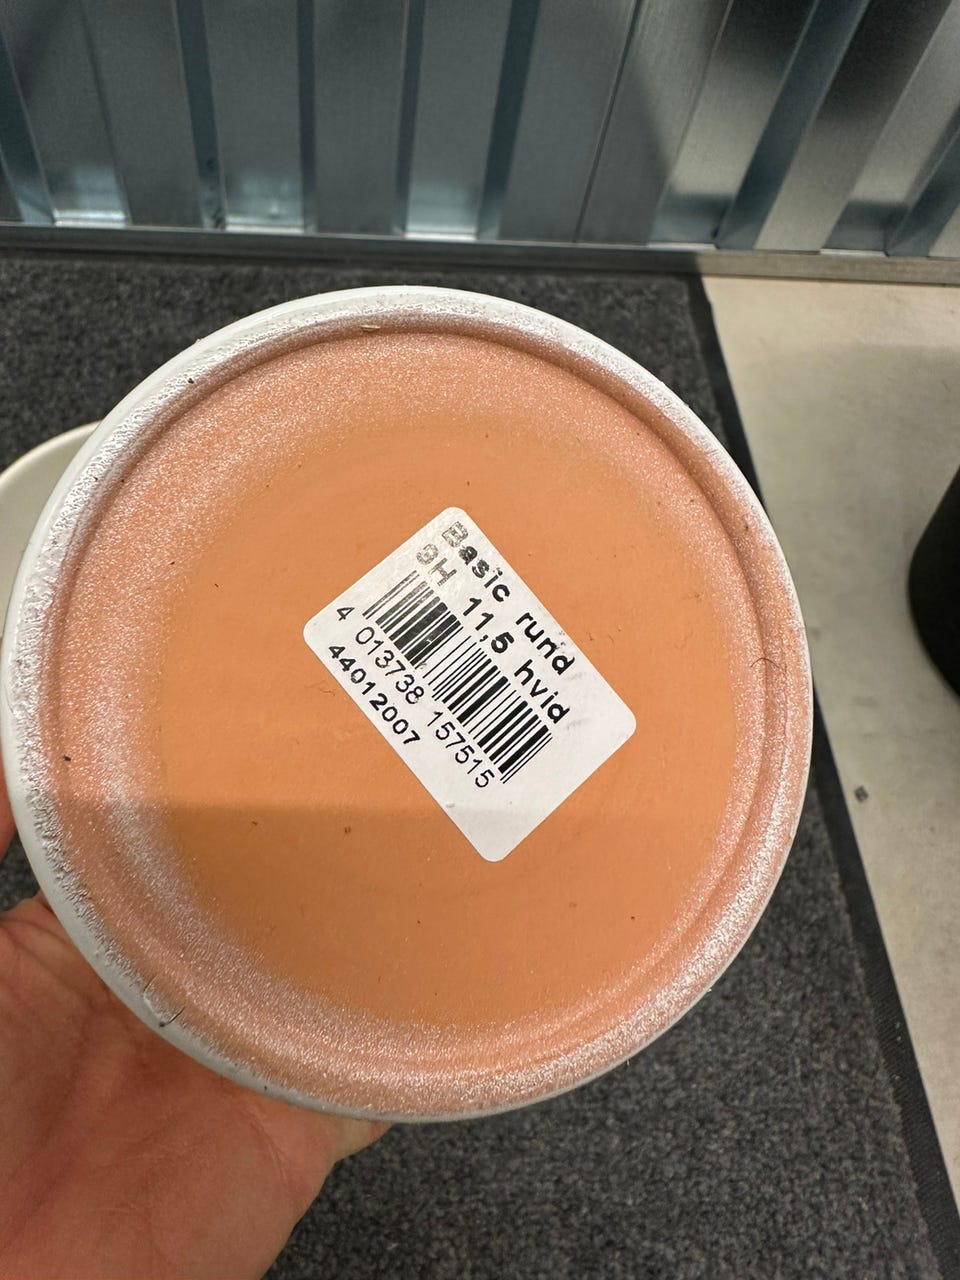 Basic rund
9H 11,5 hvid
4 013738 157515
44012007